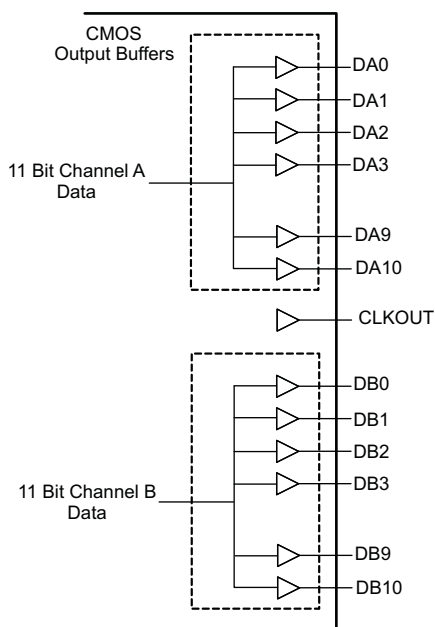 CMOS
Output Buffers
DA0
DA1
DA2
DA3
11 Bit Channel A
Data
DA9
DA10
CLKOUT
DB0
DB1
DB2
DB3
11 Bit Channel B
Data
DB9
DB10